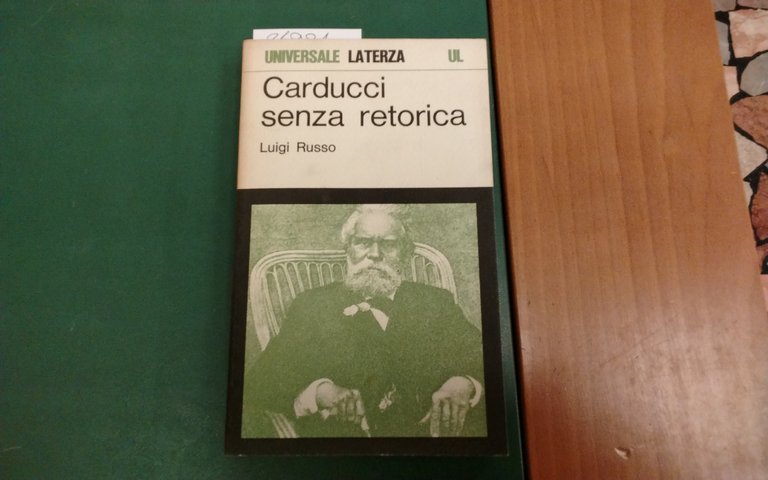 UNIVERSALE LATERZA UL
Carducci
senza retorica
Luigi Russo